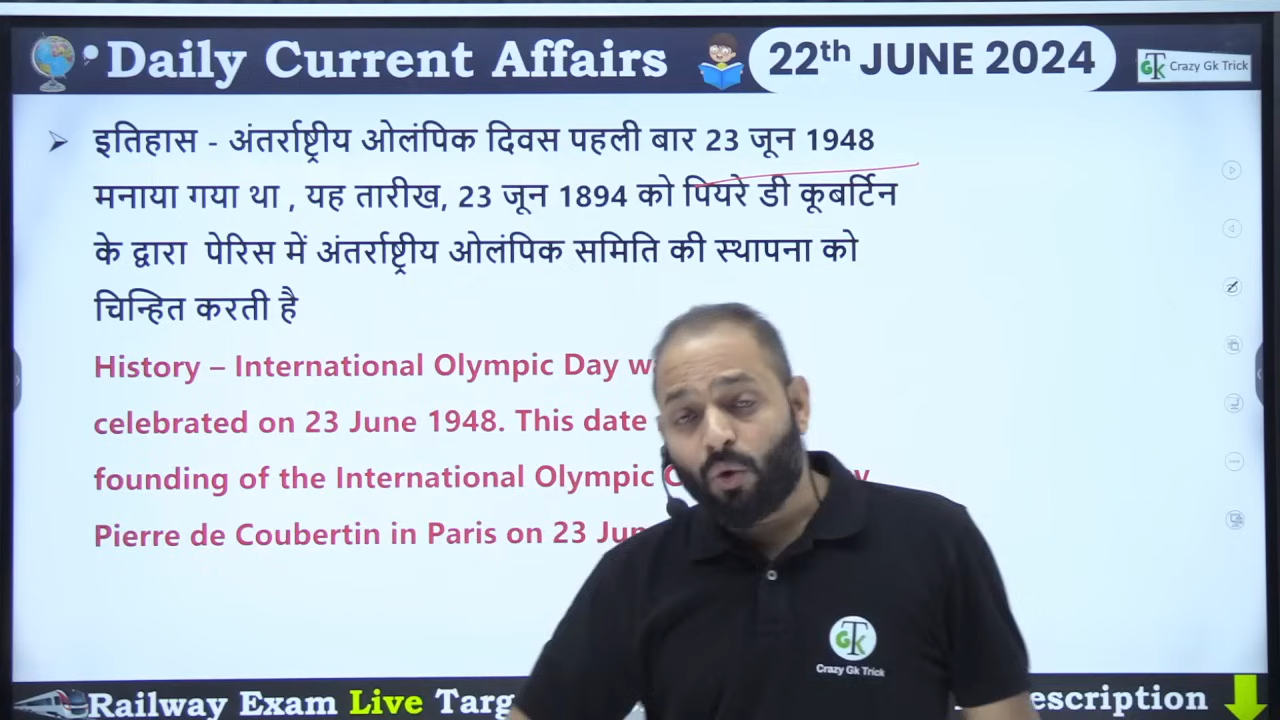 Daily Current Affairs
22th JUNE 2024
GTK Crazy Gk Trick
➢ इतिहास - अंतर्राष्ट्रीय ओलंपिक दिवस पहली बार 23 जून 1948
मनाया गया था , यह तारीख, 23 जून 1894 को पियरे डी कूबर्टिन
के द्वारा पेरिस में अंतर्राष्ट्रीय ओलंपिक समिति की स्थापना को
चिन्हित करती है
History – International Olympic Day
celebrated on 23 June 1948. This date
founding of the International Olympic
Pierre de Coubertin in Paris on 23
GTK
Crazy Gk Trick
Railway Exam Live